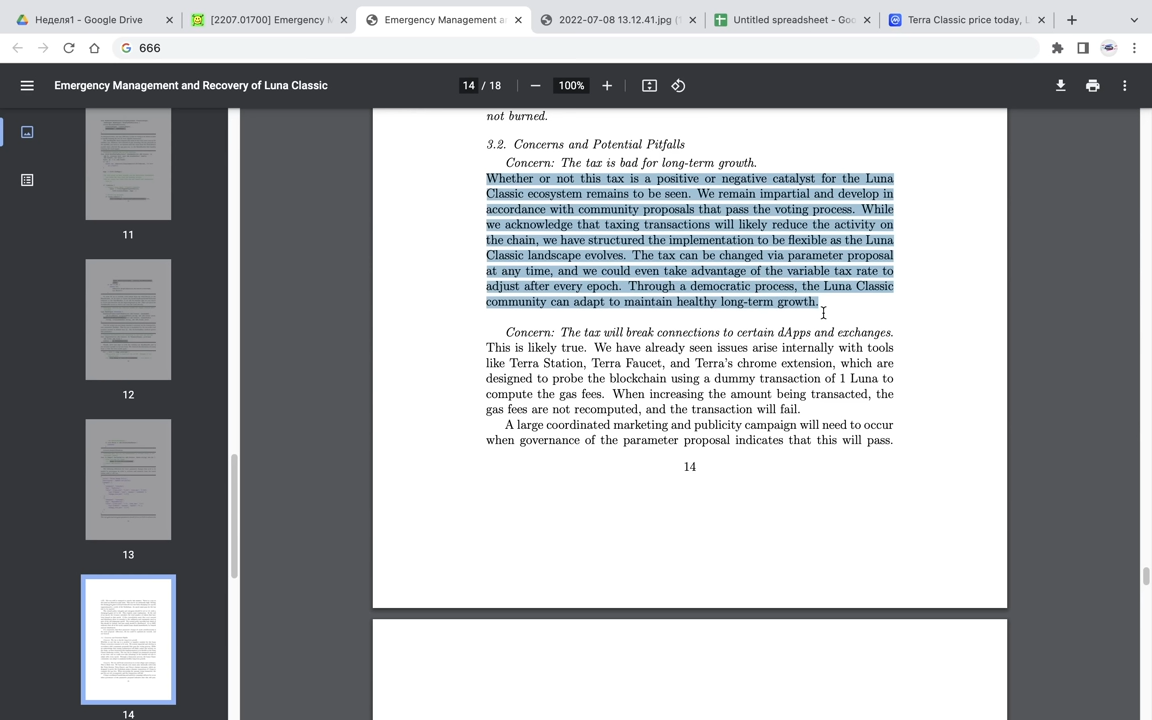 Неделя1 - Google Drive
[2207.01700] Emergency M
Emergency Management a
2022-07-08 13.12.41.jpg (1
Untitled spreadsheet - Goo
Terra Classic price today, L
666
Emergency Management and Recovery of Luna Classic
14 / 18
100%
11
12
13
14
not burned.
3.2. Concerns and Potential Pitfalls
Concern: The tax is bad for long-term growth.
Whether or not this tax is a positive or negative catalyst for the Luna
Classic ecosystem remains to be seen. We remain impartial and develop in
accordance with community proposals that pass the voting process. While
we acknowledge that taxing transactions will likely reduce the activity on
the chain, we have structured the implementation to be flexible as the Luna
Classic landscape evolves. The tax can be changed via parameter proposal
at any time, and we could even take advantage of the variable tax rate to
adjust after every epoch. Through a democratic process, the Luna Classic
community can adapt to maintain healthy long-term growth.
Concern: The tax will break connections to certain dApps and exchanges.
This is likely true. We have already seen issues arise internally with tools
like Terra Station, Terra Faucet, and Terra's chrome extension, which are
designed to probe the blockchain using a dummy transaction of 1 Luna to
compute the gas fees. When increasing the amount being transacted, the
gas fees are not recomputed, and the transaction will fail.
A large coordinated marketing and publicity campaign will need to occur
when governance of the parameter proposal indicates that this will pass.
14